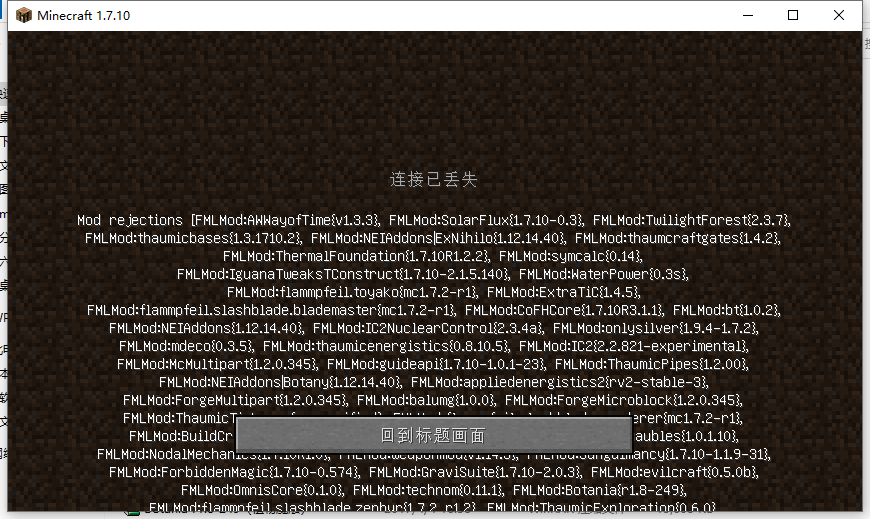 Minecraft 1.7.10
连接已丢失
Mod rejections [FMLMod:AWWayofTime{v1.3.3}, FMLMod:SolarFlux{1.7.10-0.3}, FMLMod:TwilightForest{2.3.7},
FMLMod:thaumicbases{1.3.1710.2}, FMLMod:NEIAddons|ExNihilo{1.12.14.40}, FMLMod:thaumcraftgates{1.4.2},
FMLMod:ThermalFoundation{1.7.10R1.2.2}, FMLMod:symcalc{0.14},
FMLMod:IguanaTweaksTConstruct{1.7.10-2.1.5.140}, FMLMod:WaterPower{0.3s},
FMLMod:flammpfeil.toyako{mc1.7.2-r1}, FMLMod:ExtraTiC{1.4.5},
FMLMod:flammpfeil.slashblade.blademaster{mc1.7.2-r1}, FMLMod:CoFHCore{1.7.10R3.1.1}, FMLMod:bt{1.0.2},
FMLMod:NEIAddons{1.12.14.40}, FMLMod:IC2NuclearControl{2.3.4a}, FMLMod:onlysilver{1.9.4-1.7.2},
FMLMod:mdeco{0.3.5}, FMLMod:thaumicenergistics{0.8.10.5}, FMLMod:IC2{2.2.821-experimental},
FMLMod:McMultipart{1.2.0.345}, FMLMod:guideapi{1.7.10-1.0.1-23}, FMLMod:ThaumicPipes{1.2.00},
FMLMod:NEIAddons|Botany{1.12.14.40}, FMLMod:appliedenergistics2{rv2-stable-3},
FMLMod:ForgeMultipart{1.2.0.345}, FMLMod:balumg{1.0.0}, FMLMod:ForgeMicroblock{1.2.0.345},
{mc1.7.2-r1},
FMLMod:BuildCr aubles{1.0.1.10},
回到标题画面
FMLMod:NodalMechanics{1.7.10R1.0}, FMLMod:weaponmod{v1.14.3}, FMLMod:Sanguimancy{1.7.10-1.1.9-31},
FMLMod:ForbiddenMagic{1.7.10-0.574}, FMLMod:GraviSuite{1.7.10-2.0.3}, FMLMod:evilcraft{0.5.0b},
FMLMod:OmnisCore{0.1.0}, FMLMod:technom{0.11.1}, FMLMod:Botania{r1.8-249},
FMLMod:flammpfeil.slashblade.zephyr{1.7.2_r1.2}, FMLMod:ThaumicExploration{0.6.0}